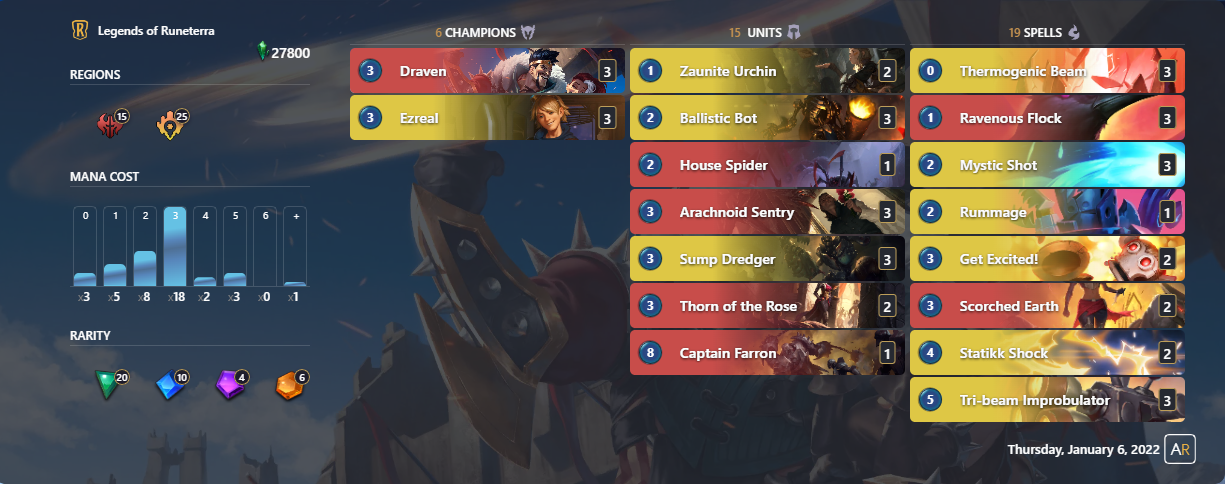 Legends of Runeterra
27800
REGIONS
15
25
MANA COST
0 1 2 3 4 5 6 +
x3 x5 x8 x18 x2 x3 x0 x1
RARITY
20 10 4 6
6 CHAMPIONS
3 Draven 3
3 Ezreal 3
15 UNITS
1 Zaunite Urchin 2
2 Ballistic Bot 3
2 House Spider 1
3 Arachnoid Sentry 3
3 Sump Dredger 3
3 Thorn of the Rose 2
8 Captain Farron 1
19 SPELLS
0 Thermogenic Beam 3
1 Ravenous Flock 3
2 Mystic Shot 3
2 Rummage 1
3 Get Excited! 2
3 Scorched Earth 2
4 Statikk Shock 2
5 Tri-beam Improbulator 3
Thursday, January 6, 2022 AR